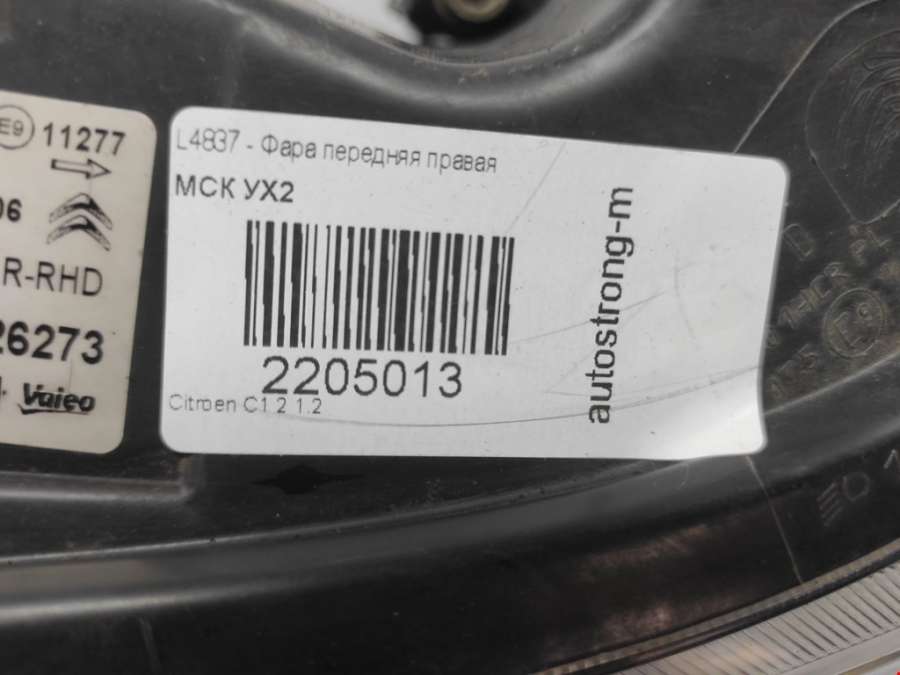 E9 11277
06
R-RHD
26273
Valeo
L4837 - Фара передняя правая
МСК УХ2
2205013
Citroen C1 2 1.2
autostrong-m